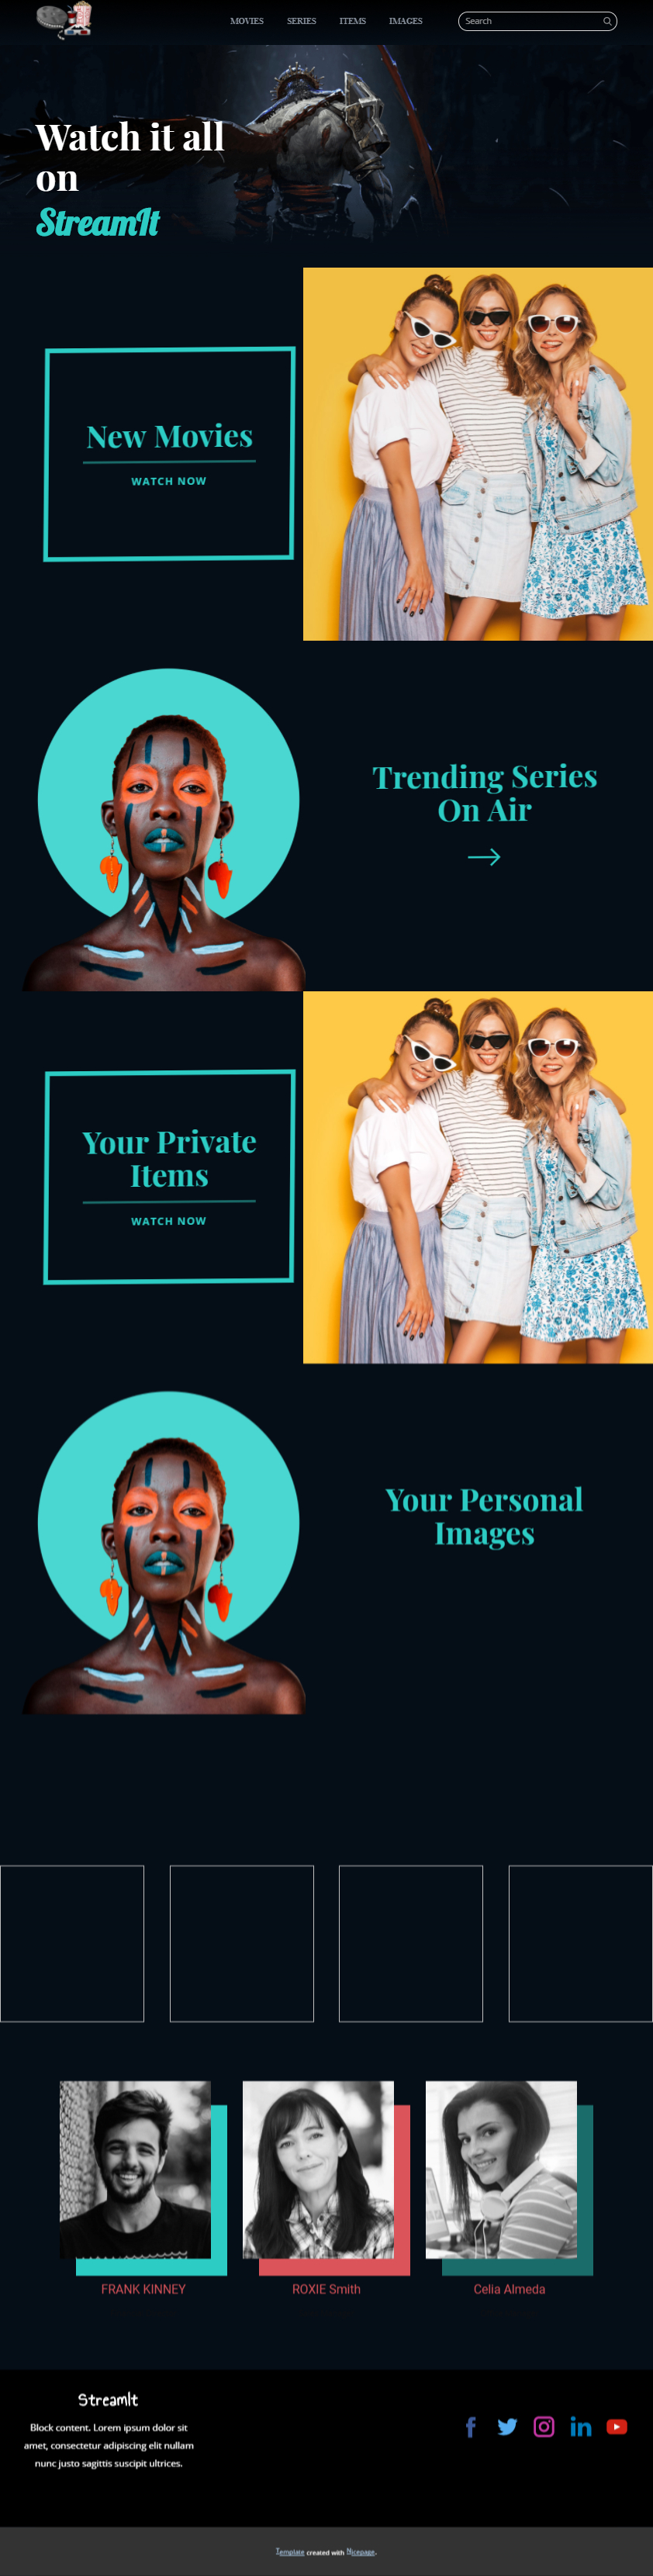 MOVIES SERIES ITEMS IMAGES Search
Watch it all
on
StreamIt
New Movies
WATCH NOW
Trending Series
On Air
Your Private
Items
WATCH NOW
Your Personal
Images
FRANK KINNEY ROXIE Smith Celia Almeda
StreamIt
Block content. Lorem ipsum dolor sit
amet, consectetur adipiscing elit nullam
nunc justo sagittis suscipit ultrices.
Template created with Nicepage.